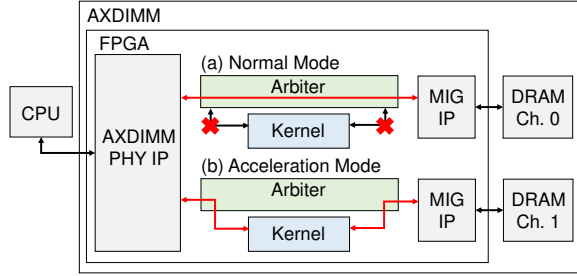 AXDIMM
FPGA
(a) Normal Mode
Arbiter
Kernel
CPU
AXDIMM
PHY IP
MIG
IP
DRAM
Ch. 0
(b) Acceleration Mode
Arbiter
Kernel
MIG
IP
DRAM
Ch. 1